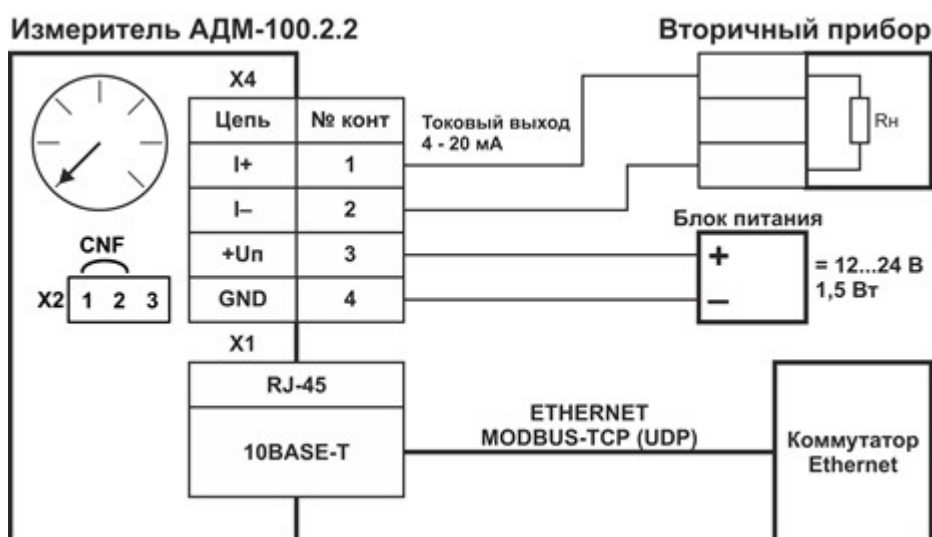 Измеритель АДМ-100.2.2
Вторичный прибор
X4
Цепь № конт
I+ 1
I– 2
+Uп 3
GND 4
Токовый выход
4 - 20 мА
Rн
Блок питания
+
–
= 12...24 В
1,5 Вт
CNF
X2 1 2 3
X1
RJ-45
10BASE-T
ETHERNET
MODBUS-TCP (UDP)
Коммутатор
Ethernet